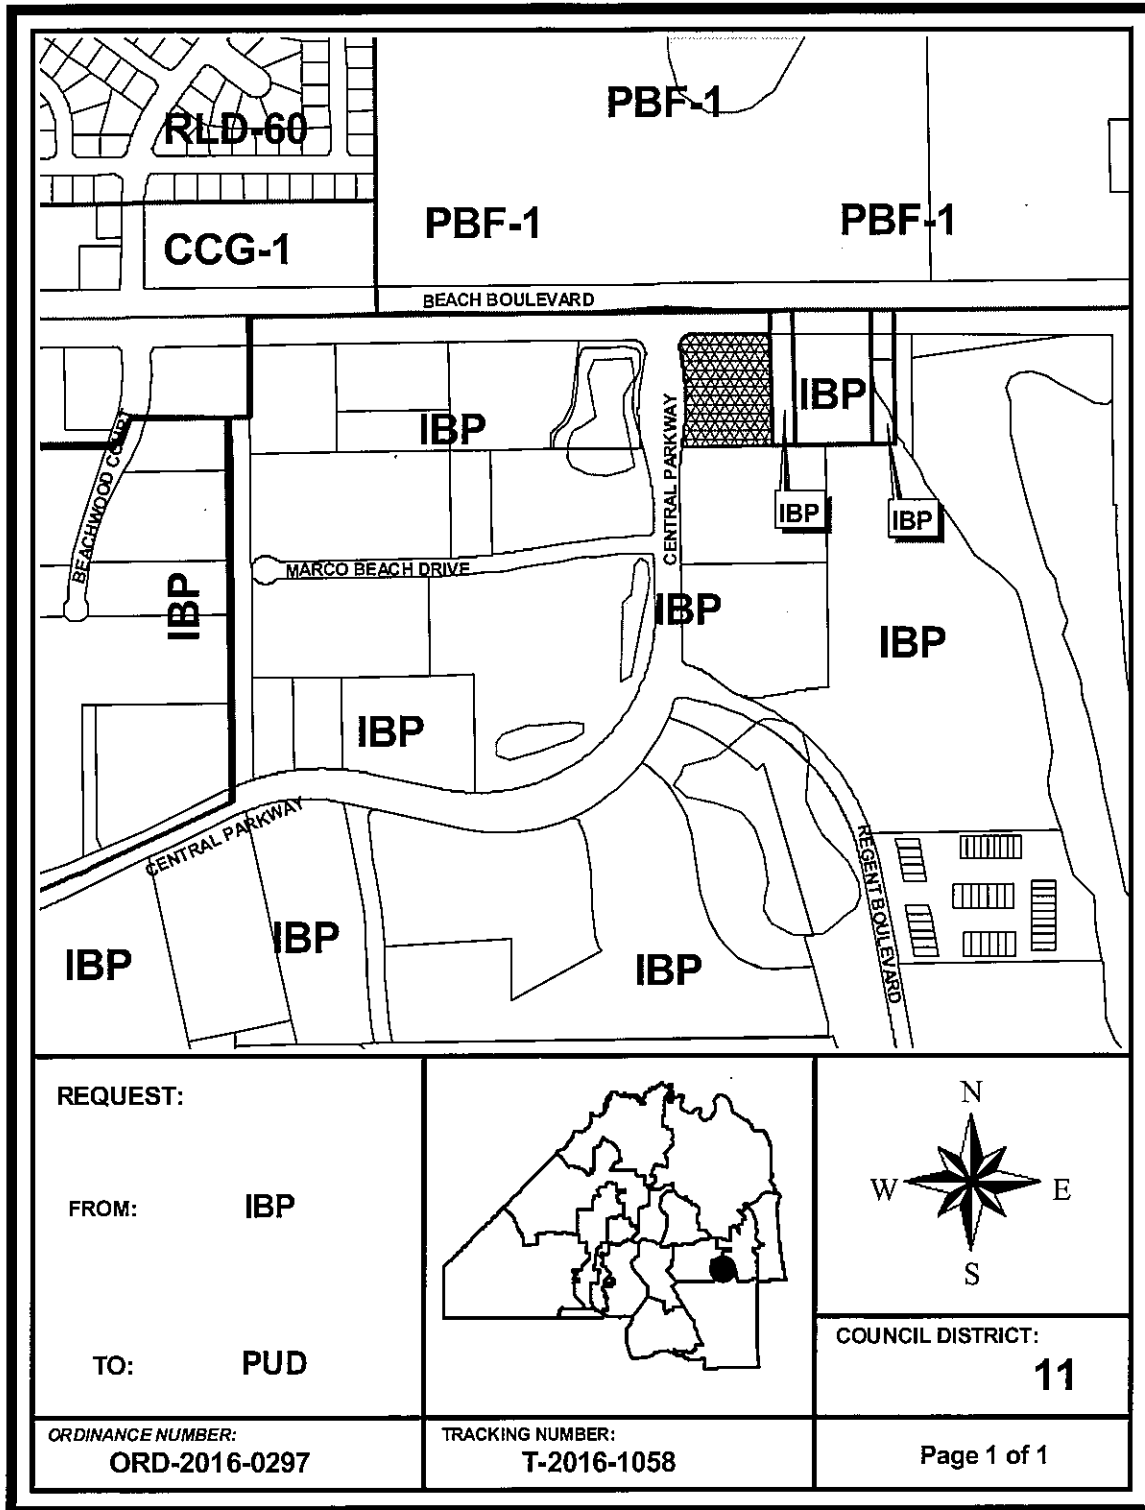 PBF-1
RLD-60
PBF-1
PBF-1
CCG-1
BEACH BOULEVARD
IBP
IBP
CENTRAL PARKWAY
BEACHWOOD COURT
IBP
IBP
MARCO BEACH DRIVE
IBP
IBP
IBP
IBP
CENTRAL PARKWAY
REGENT BOULEVARD
IBP
IBP
IBP
REQUEST:
FROM: IBP
TO: PUD
N
W E
S
COUNCIL DISTRICT:
11
ORDINANCE NUMBER:
ORD-2016-0297
TRACKING NUMBER:
T-2016-1058
Page 1 of 1